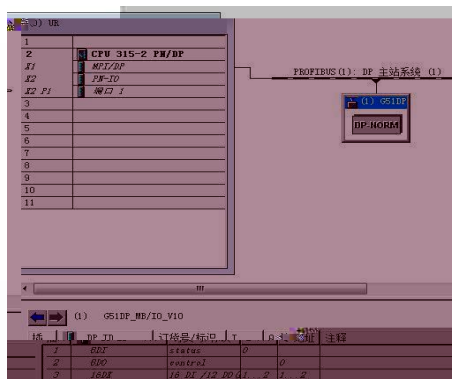 UR
1
2 CPU 315-2 PN/DP
X1 MPI/DP
X2 PN-IO
X2 P1 端口 1
3
4
5
6
7
8
9
10
11
PROFIBUS(1): DP 主站系统 (1)
(1) G51DP
DP-NORM
(1) G51DP_MB/IO_V10
DP ID 订货号/标识 注释
1 8DI status 0
2 8DO control 0
3 16DX 16 DI /12 DO 1...2 1...2